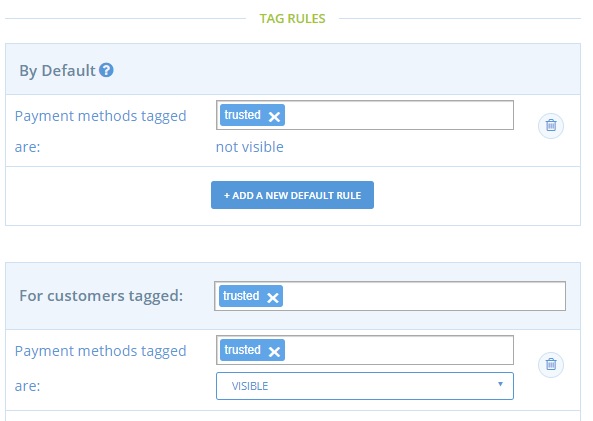 TAG RULES
By Default ?
Payment methods tagged trusted ×
are: not visible
+ ADD A NEW DEFAULT RULE
For customers tagged: trusted ×
Payment methods tagged trusted ×
are: VISIBLE